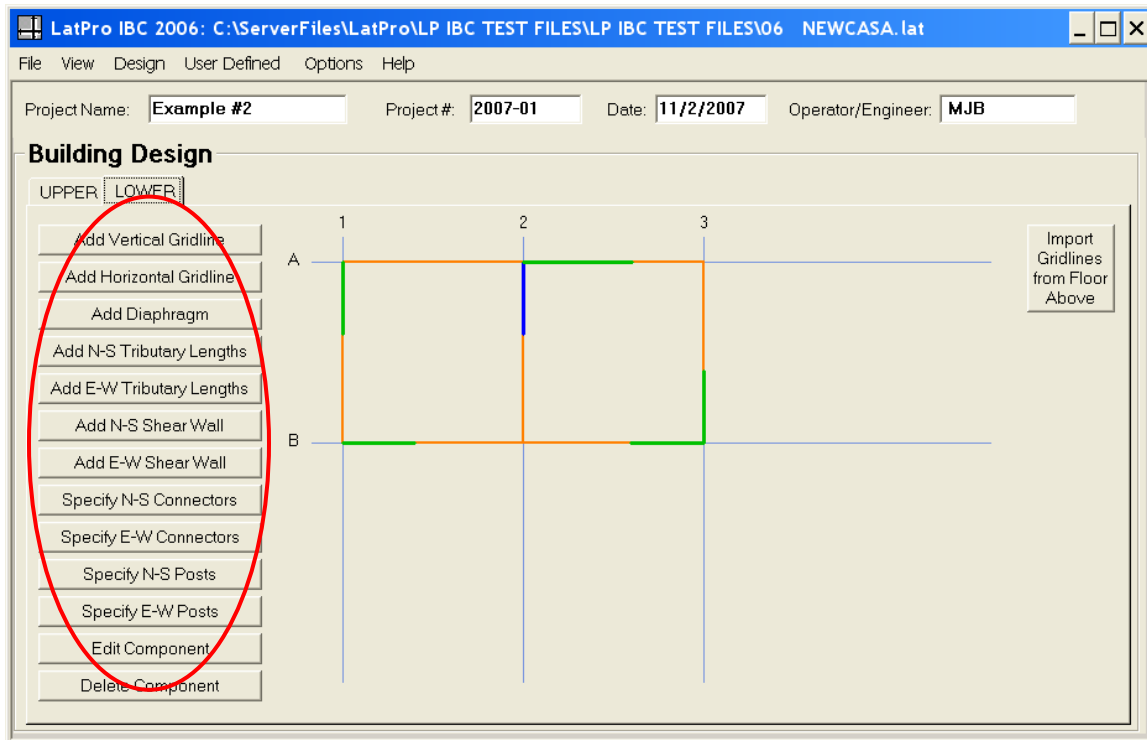 LatPro IBC 2006: C:\ServerFiles\LatPro\LP IBC TEST FILES\LP IBC TEST FILES\06 NEWCASA.lat
File View Design User Defined Options Help
Project Name: Example #2 Project #: 2007-01 Date: 11/2/2007 Operator/Engineer: MJB
Building Design
UPPER LOWER
1 2 3
Add Vertical Gridline
A
Import
Gridlines
from Floor
Above
Add Horizontal Gridline
Add Diaphragm
Add N-S Tributary Lengths
Add E-W Tributary Lengths
Add N-S Shear Wall
B
Add E-W Shear Wall
Specify N-S Connectors
Specify E-W Connectors
Specify N-S Posts
Specify E-W Posts
Edit Component
Delete Component